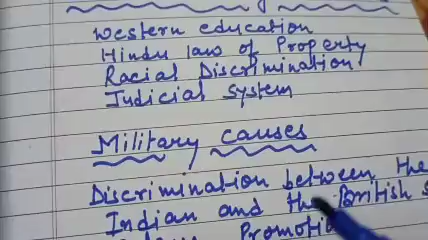 Western education
Hindu law of Property
Racial Discrimination
Judicial System
Military causes
Discrimination between the
Indian and the British
Promotio